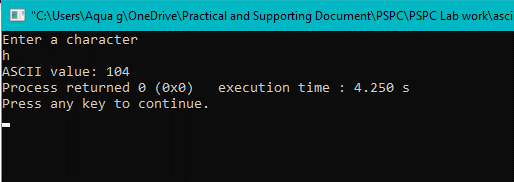 "C:\Users\Aqua g\OneDrive\Practical and Supporting Document\PSPC\PSPC Lab work\asci
Enter a character
h
ASCII value: 104
Process returned 0 (0x0)   execution time : 4.250 s
Press any key to continue.